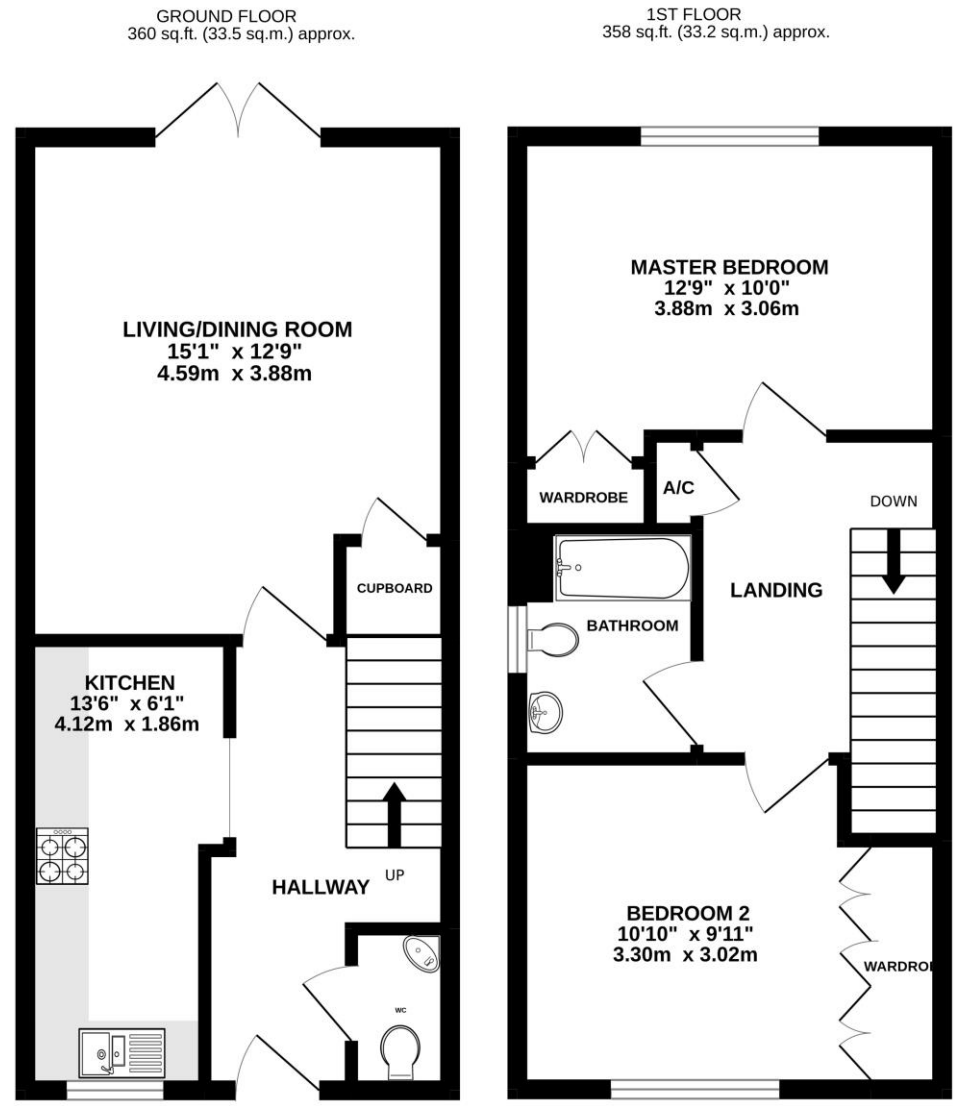 GROUND FLOOR
360 sq.ft. (33.5 sq.m.) approx.
LIVING/DINING ROOM
15'1" x 12'9"
4.59m x 3.88m
CUPBOARD
KITCHEN
13'6" x 6'1"
4.12m x 1.86m
HALLWAY
UP
WC
1ST FLOOR
358 sq.ft. (33.2 sq.m.) approx.
MASTER BEDROOM
12'9" x 10'0"
3.88m x 3.06m
WARDROBE
A/C
DOWN
LANDING
BATHROOM
BEDROOM 2
10'10" x 9'11"
3.30m x 3.02m
WARDRO